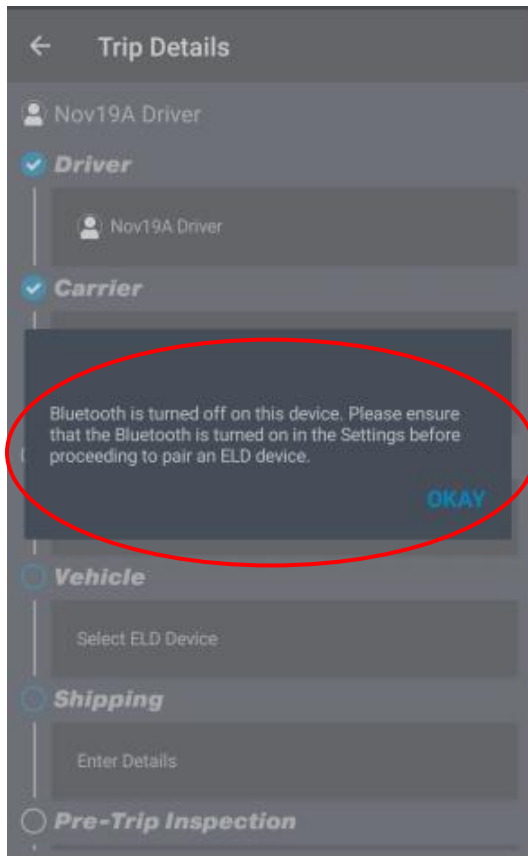 Trip Details
Nov19A Driver
Driver
Nov19A Driver
Carrier
Bluetooth is turned off on this device. Please ensure
that the Bluetooth is turned on in the Settings before
proceeding to pair an ELD device.
OKAY
Vehicle
Select ELD Device
Shipping
Enter Details
Pre-Trip Inspection